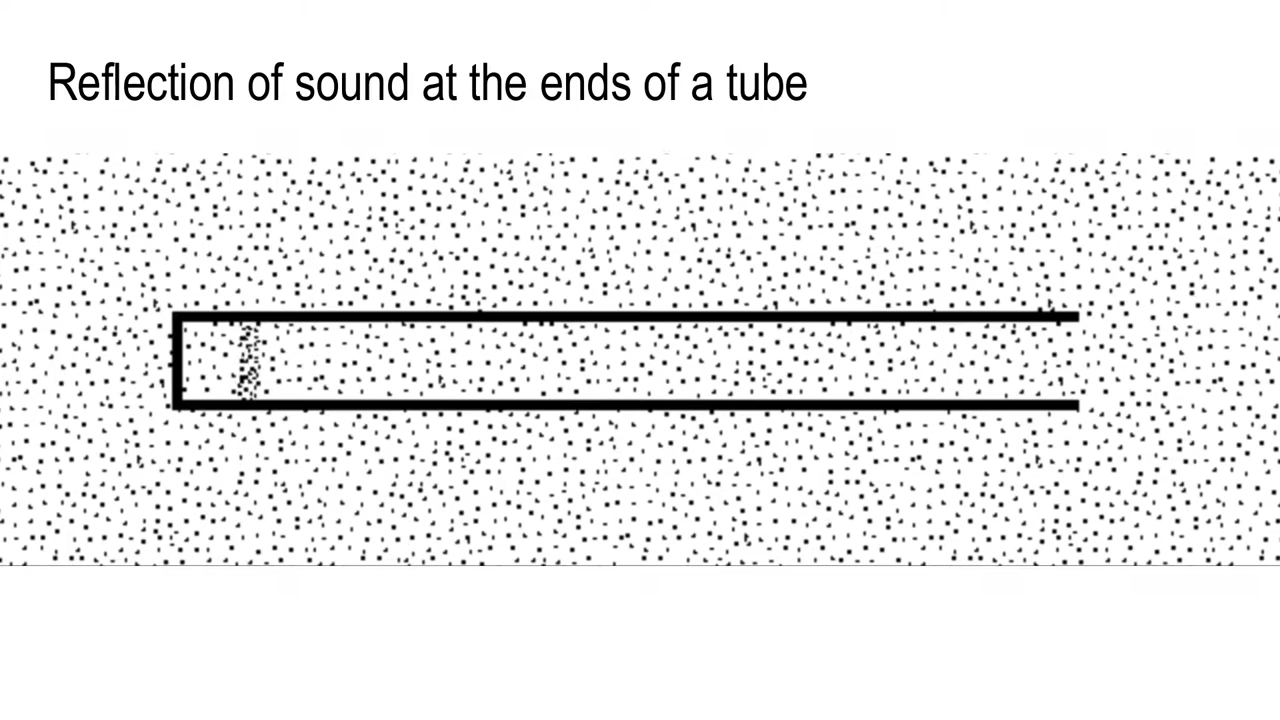 Reflection of sound at the ends of a tube